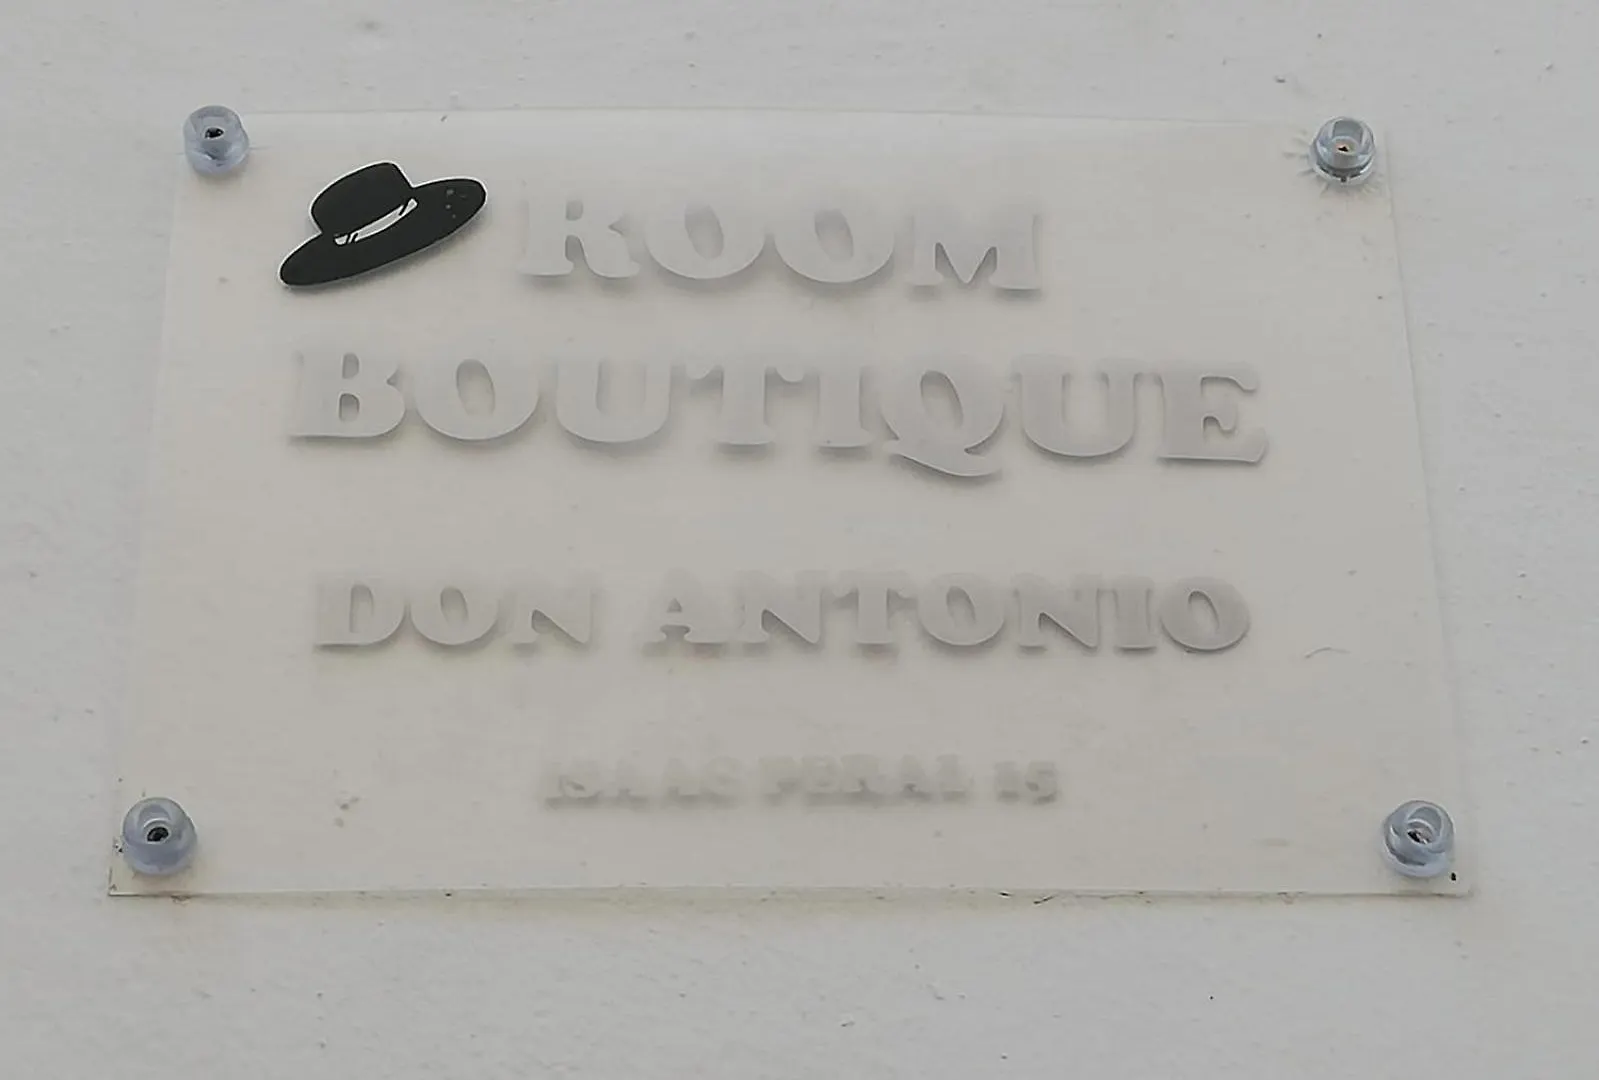 ROOM
BOUTIQUE
DON ANTONIO
ISAAC PERAL 15